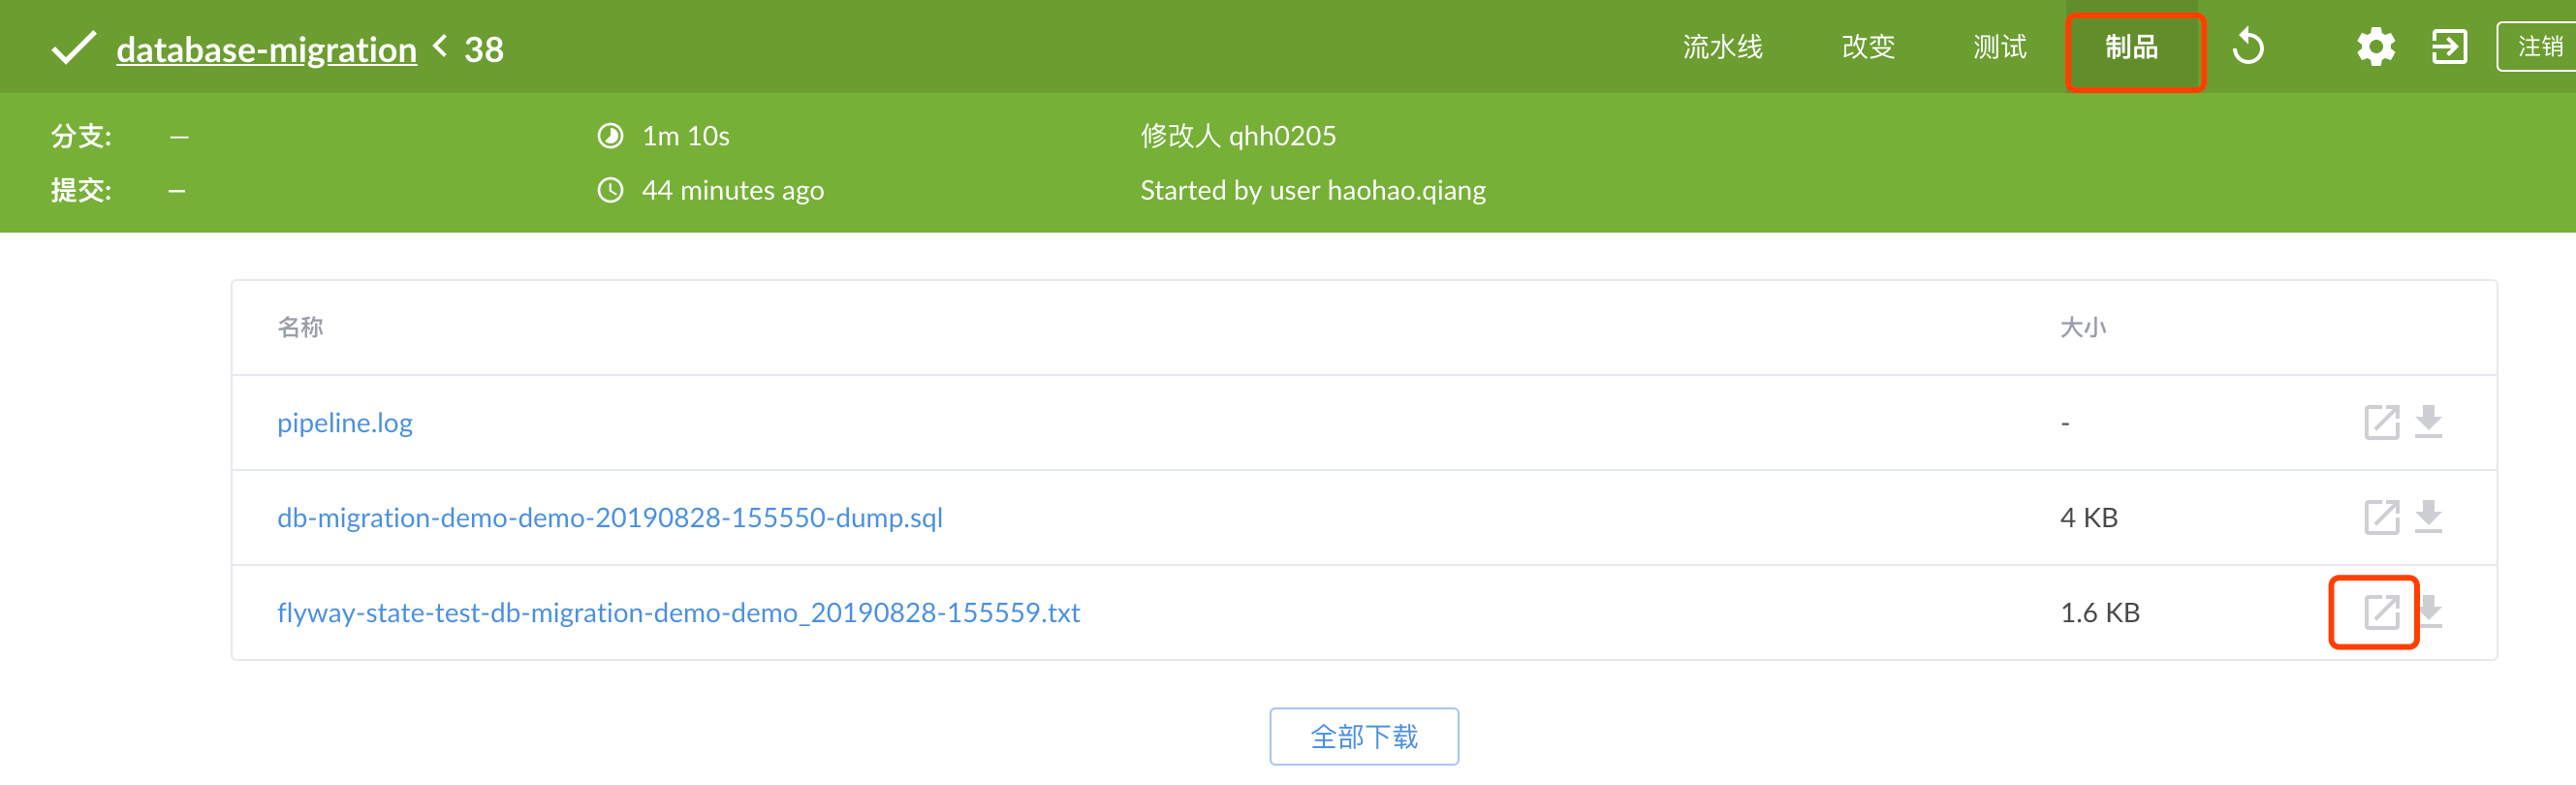 database-migration < 38 流水线 改变 测试 制品 注销
分支: — 1m 10s 修改人 qhh0205
提交: – 44 minutes ago Started by user haohao.qiang
名称 大小
pipeline.log -
db-migration-demo-demo-20190828-155550-dump.sql 4 KB
flyway-state-test-db-migration-demo-demo_20190828-155559.txt 1.6 KB
全部下载